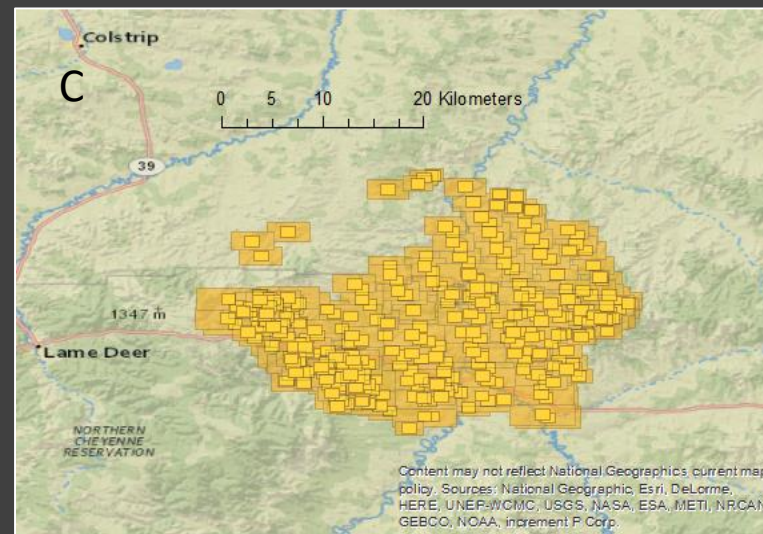 Colstrip
C
0 5 10 20 Kilometers
39
1347 m
Lame Deer
NORTHERN
CHEYENNE
RESERVATION
Content may not reflect National Geographic's current map
policy. Sources: National Geographic, Esri, DeLorme,
HERE, UNEP-WCMC, USGS, NASA, ESA, METI, NRCAN,
GEBCO, NOAA, increment P Corp.